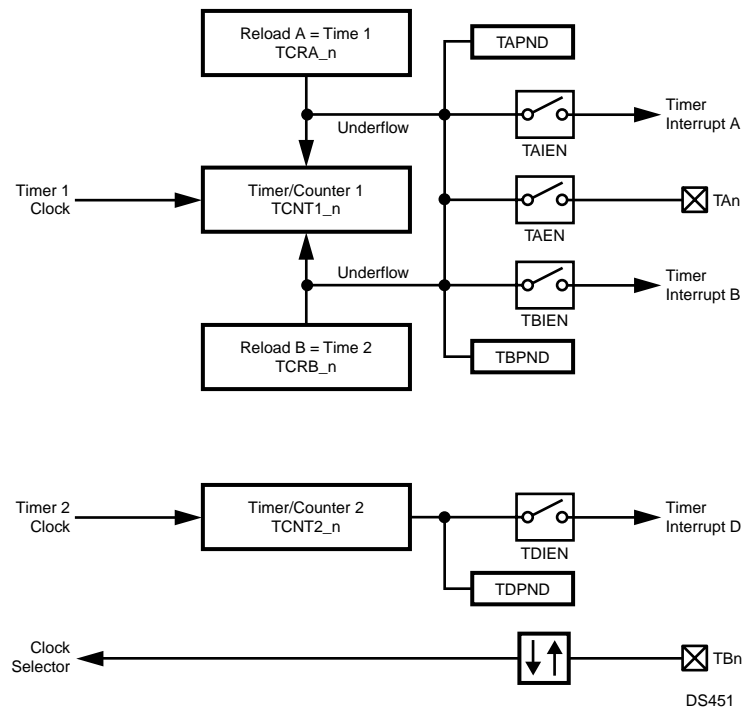 Reload A = Time 1
TCRA_n
TAPND
Underflow
Timer
Interrupt A
TAIEN
Timer 1
Clock
Timer/Counter 1
TCNT1_n
TAn
TAEN
Underflow
Timer
Interrupt B
TBIEN
Reload B = Time 2
TCRB_n
TBPND
Timer 2
Clock
Timer/Counter 2
TCNT2_n
Timer
Interrupt D
TDIEN
TDPND
Clock
Selector
TBn
DS451